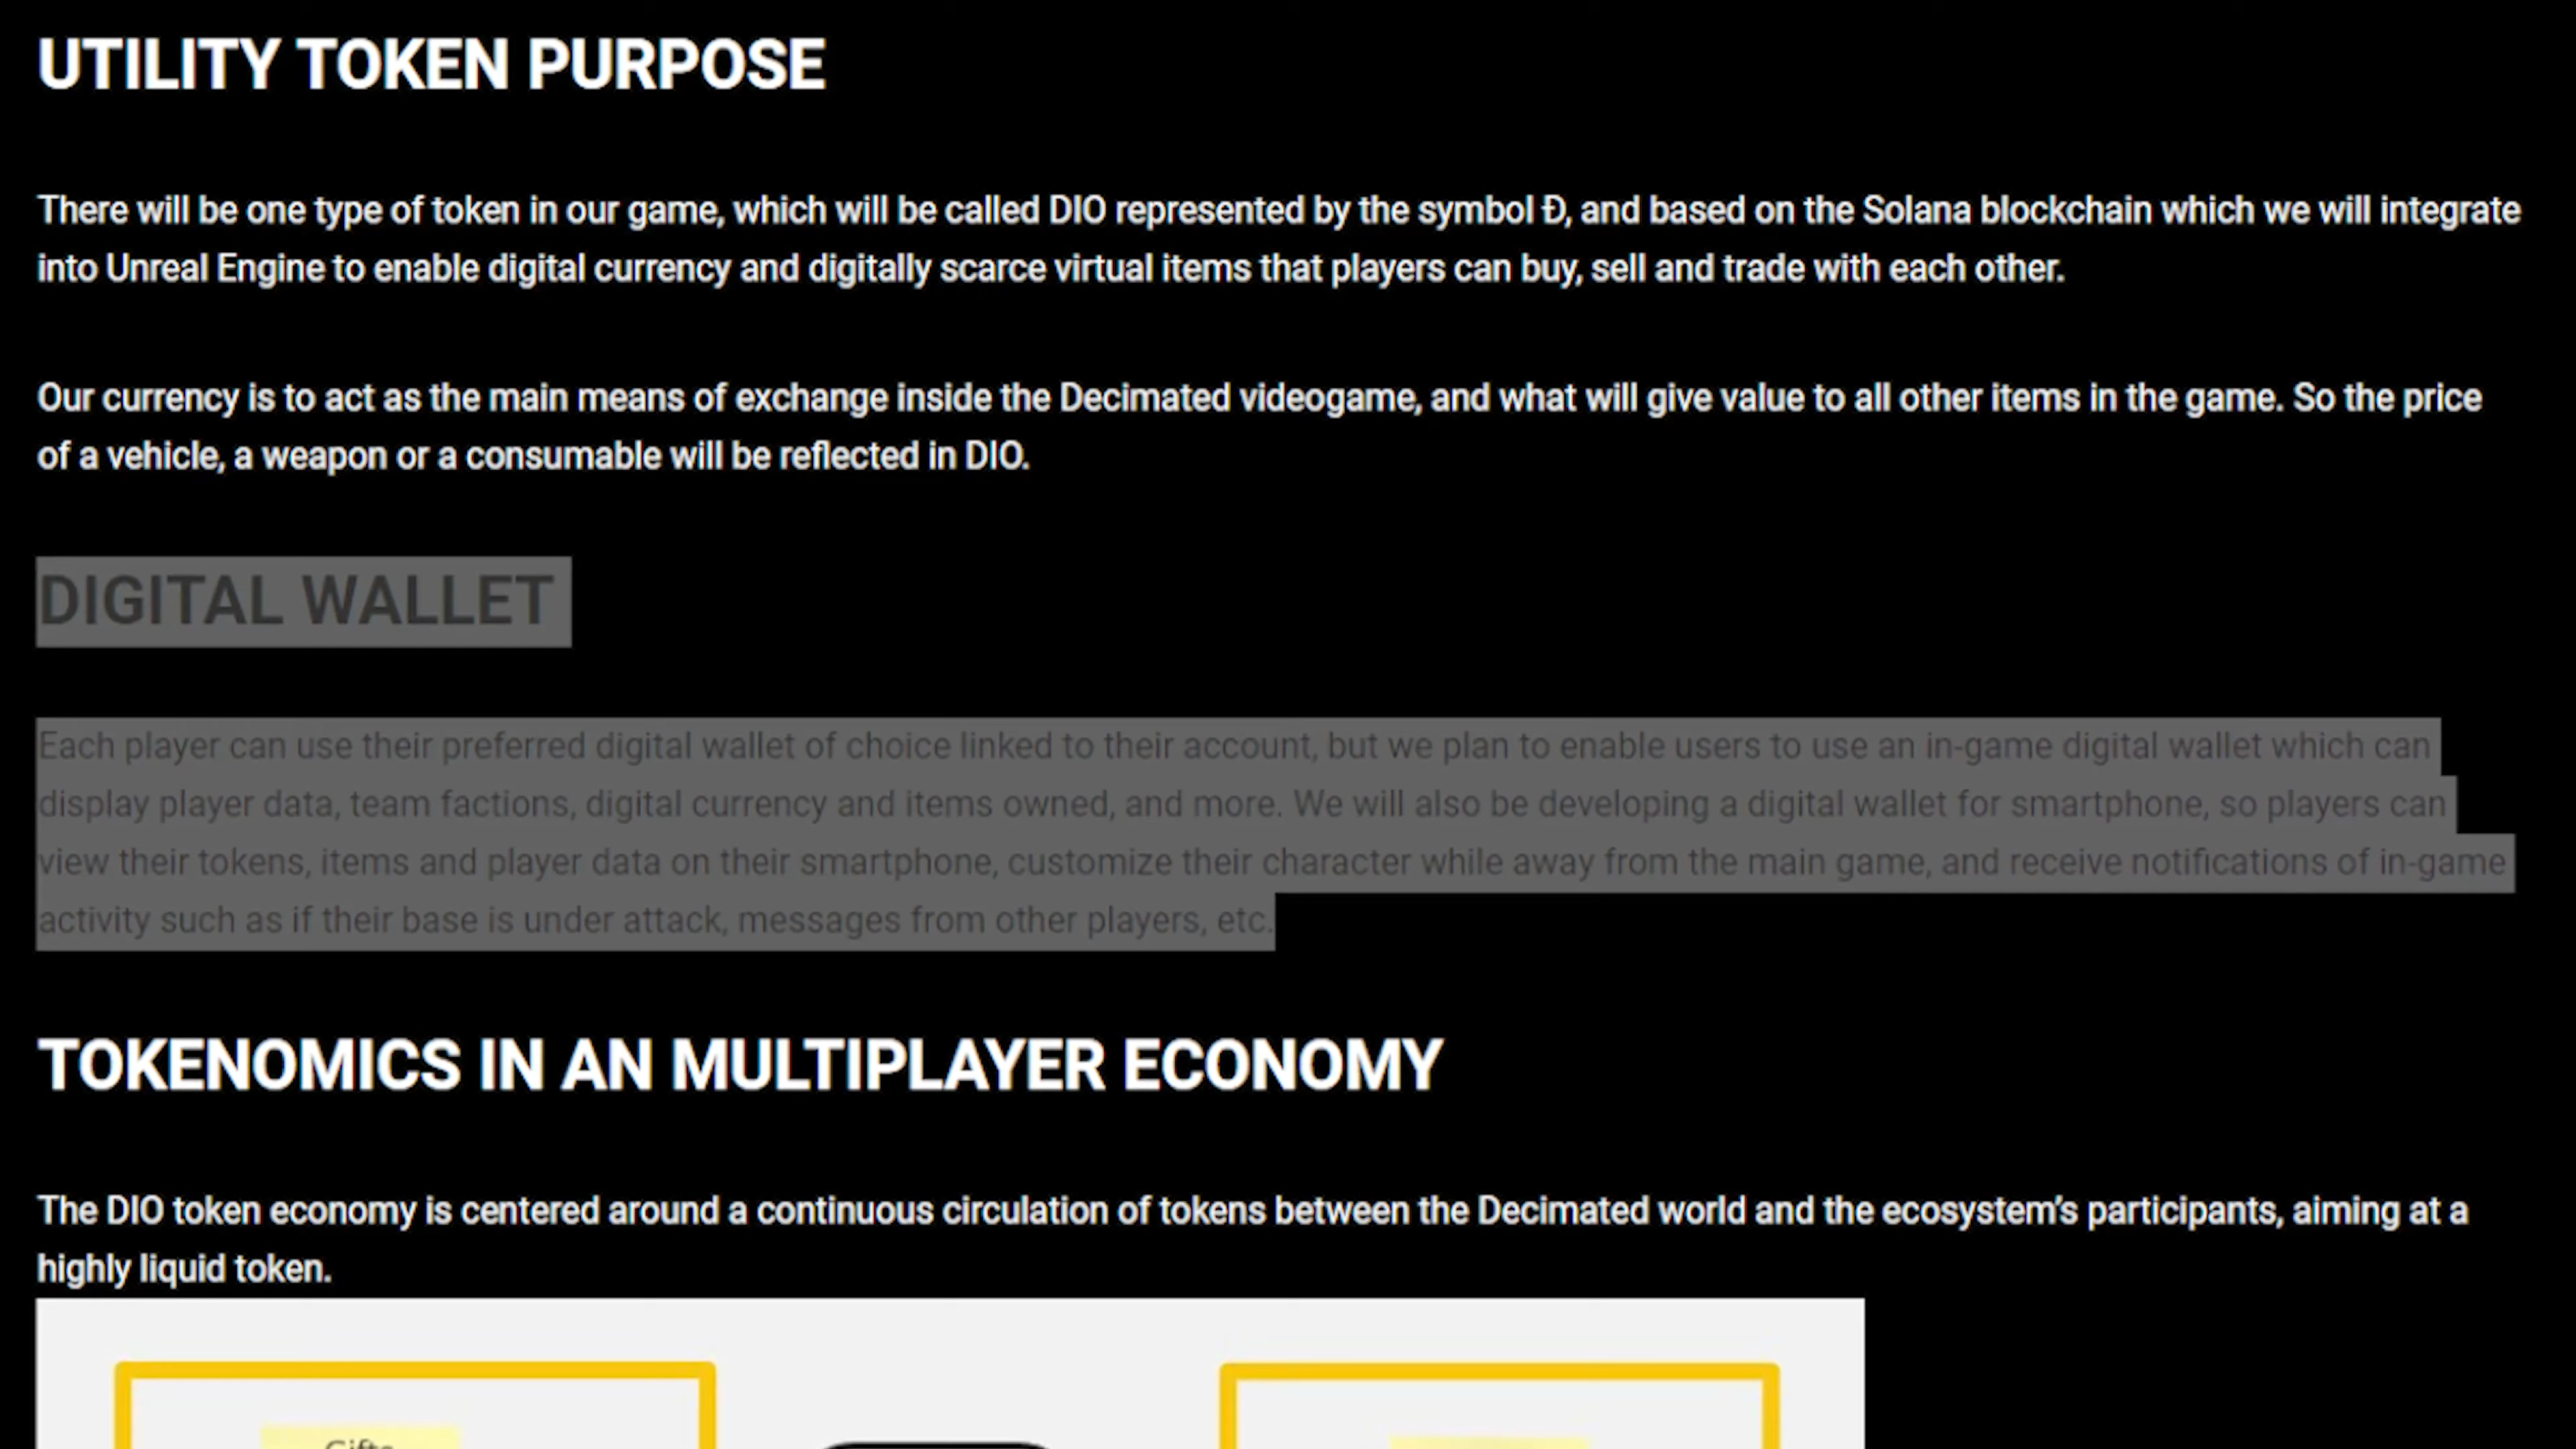 UTILITY TOKEN PURPOSE
There will be one type of token in our game, which will be called DIO represented by the symbol Đ, and based on the Solana blockchain which we will integrate
into Unreal Engine to enable digital currency and digitally scarce virtual items that players can buy, sell and trade with each other.
Our currency is to act as the main means of exchange inside the Decimated videogame, and what will give value to all other items in the game. So the price
of a vehicle, a weapon or a consumable will be reflected in DIO.
DIGITAL WALLET
Each player can use their preferred digital wallet of choice linked to their account, but we plan to enable users to use an in-game digital wallet which can
display player data, team factions, digital currency and items owned, and more. We will also be developing a digital wallet for smartphone, so players can
view their tokens, items and player data on their smartphone, customize their character while away from the main game, and receive notifications of in-game
activity such as if their base is under attack, messages from other players, etc.
TOKENOMICS IN AN MULTIPLAYER ECONOMY
The DIO token economy is centered around a continuous circulation of tokens between the Decimated world and the ecosystem’s participants, aiming at a
highly liquid token.
Gifts